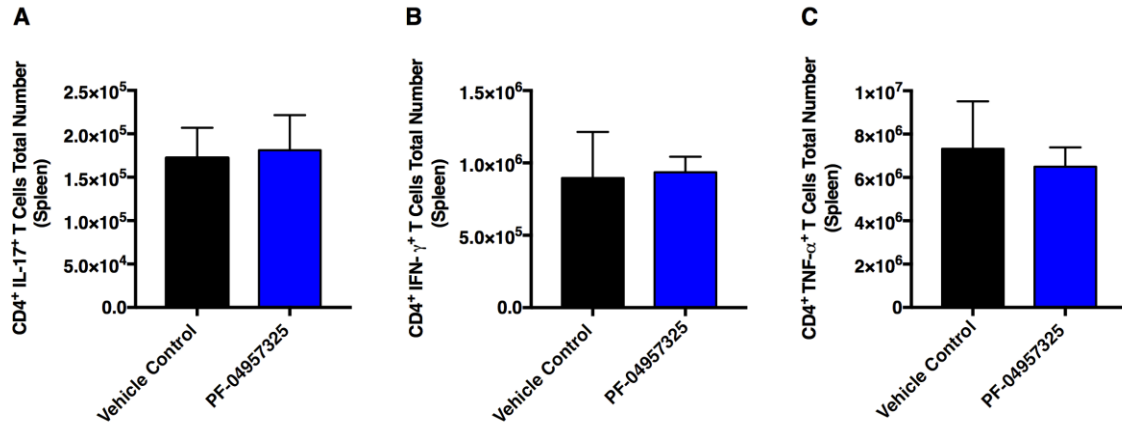 A
CD4⁺ IL-17⁺ T Cells Total Number
(Spleen)
2.5×10⁵
2.0×10⁵
1.5×10⁵
1.0×10⁵
5.0×10⁴
0.0
Vehicle Control
PF-04957325
B
CD4⁺ IFN- γ⁺ T Cells Total Number
(Spleen)
1.5×10⁶
1.0×10⁶
5.0×10⁵
0.0
Vehicle Control
PF-04957325
C
CD4⁺ TNF-α⁺ T Cells Total Number
(Spleen)
1×10⁷
8×10⁶
6×10⁶
4×10⁶
2×10⁶
0
Vehicle Control
PF-04957325